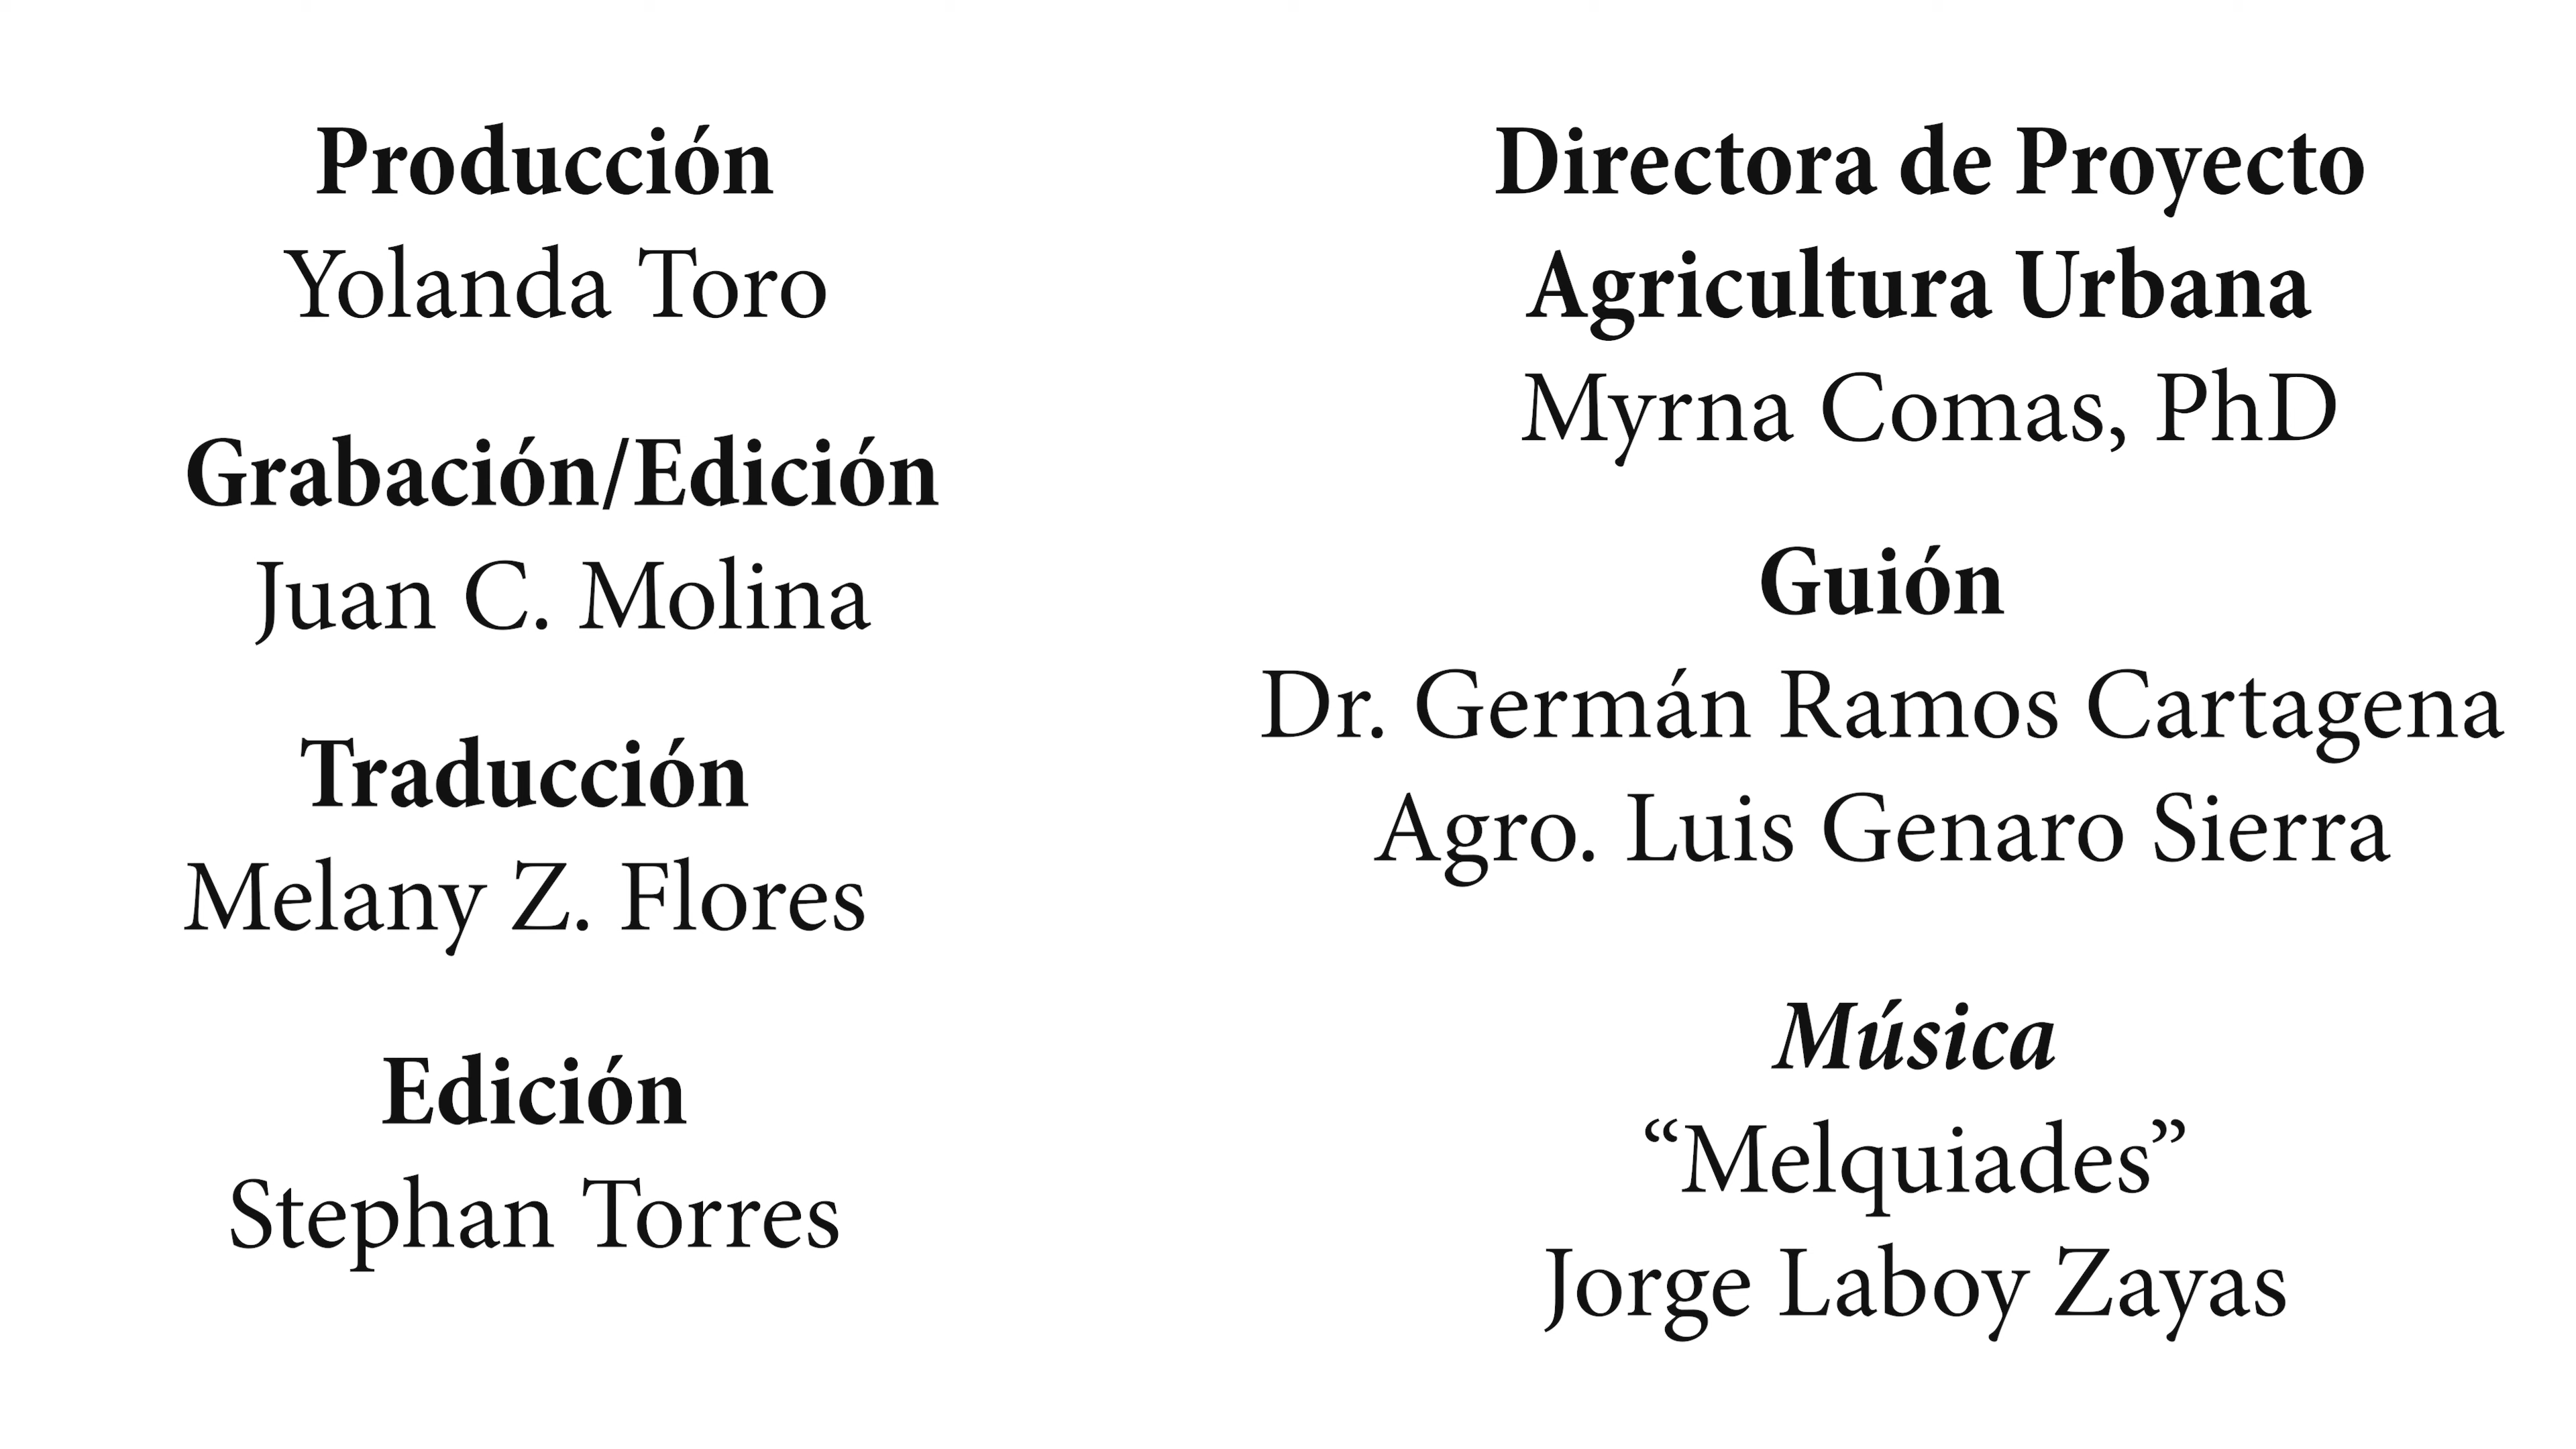 Producción
Yolanda Toro
Grabación/Edición
Juan C. Molina
Traducción
Melany Z. Flores
Edición
Stephan Torres
Directora de Proyecto
Agricultura Urbana
Myrna Comas, PhD
Guión
Dr. Germán Ramos Cartagena
Agro. Luis Genaro Sierra
Música
“Melquiades”
Jorge Laboy Zayas